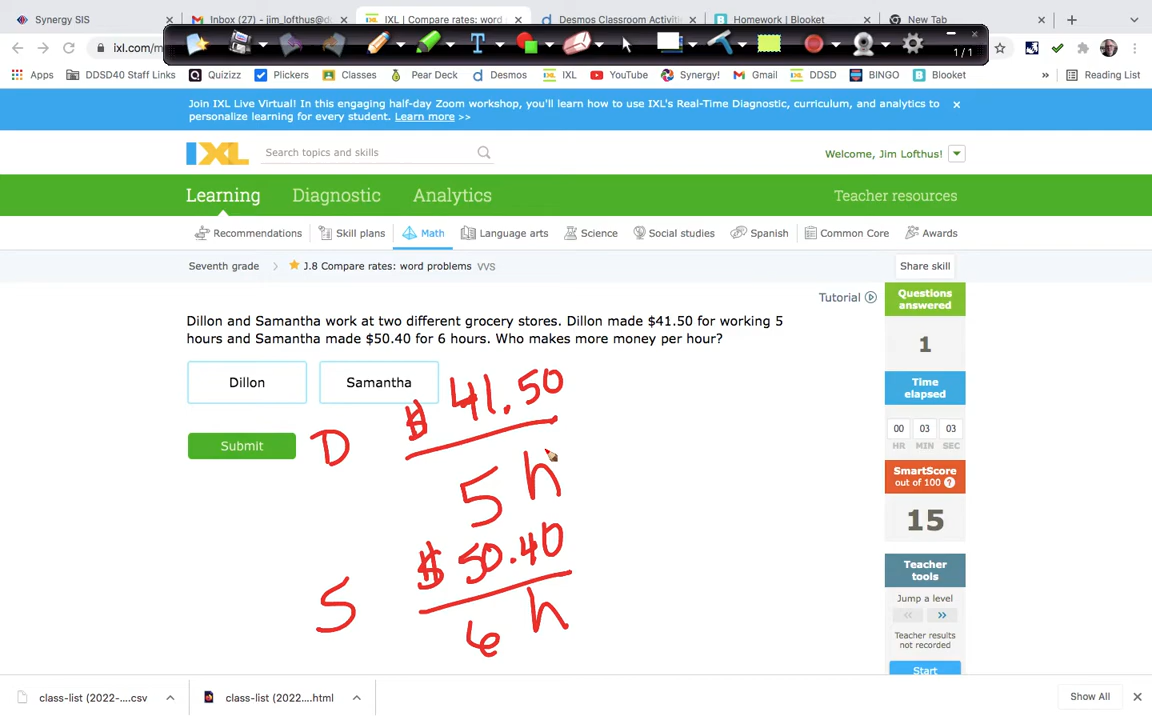 Synergy SIS
Inbox (27) - jim_lofthus@d
IXL | Compare rates: word
Desmos Classroom Activiti
Homework | Blooket
New Tab
ixl.com/m
1 / 1
Apps
DDSD40 Staff Links
Quizizz
Plickers
Classes
Pear Deck
Desmos
IXL
YouTube
Synergy!
Gmail
DDSD
BINGO
Blooket
»
Reading List
Join IXL Live Virtual! In this engaging half-day Zoom workshop, you'll learn how to use IXL's Real-Time Diagnostic, curriculum, and analytics to
personalize learning for every student. Learn more >>
IXL
Search topics and skills
Welcome, Jim Lofthus!
Learning
Diagnostic
Analytics
Teacher resources
Recommendations
Skill plans
Math
Language arts
Science
Social studies
Spanish
Common Core
Awards
Seventh grade > J.8 Compare rates: word problems VVS
Share skill
Tutorial
Dillon and Samantha work at two different grocery stores. Dillon made $41.50 for working 5
hours and Samantha made $50.40 for 6 hours. Who makes more money per hour?
Dillon
Samantha
Submit
D
$41.50
5 h
S
$50.40
6 h
Questions
answered
1
Time
elapsed
00 03 03
HR MIN SEC
SmartScore
out of 100 ?
15
Teacher
tools
Jump a level
<< >>
Teacher results
not recorded
Start
class-list (2022-....csv
class-list (2022....html
Show All